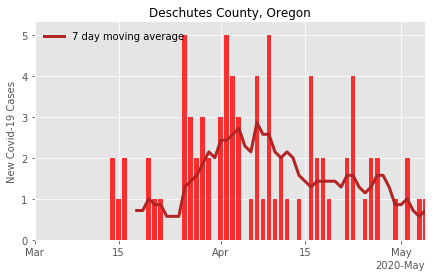 Deschutes County, Oregon
7 day moving average
New Covid-19 Cases
5
4
3
2
1
0
Mar 15 Apr 15 May
2020-May